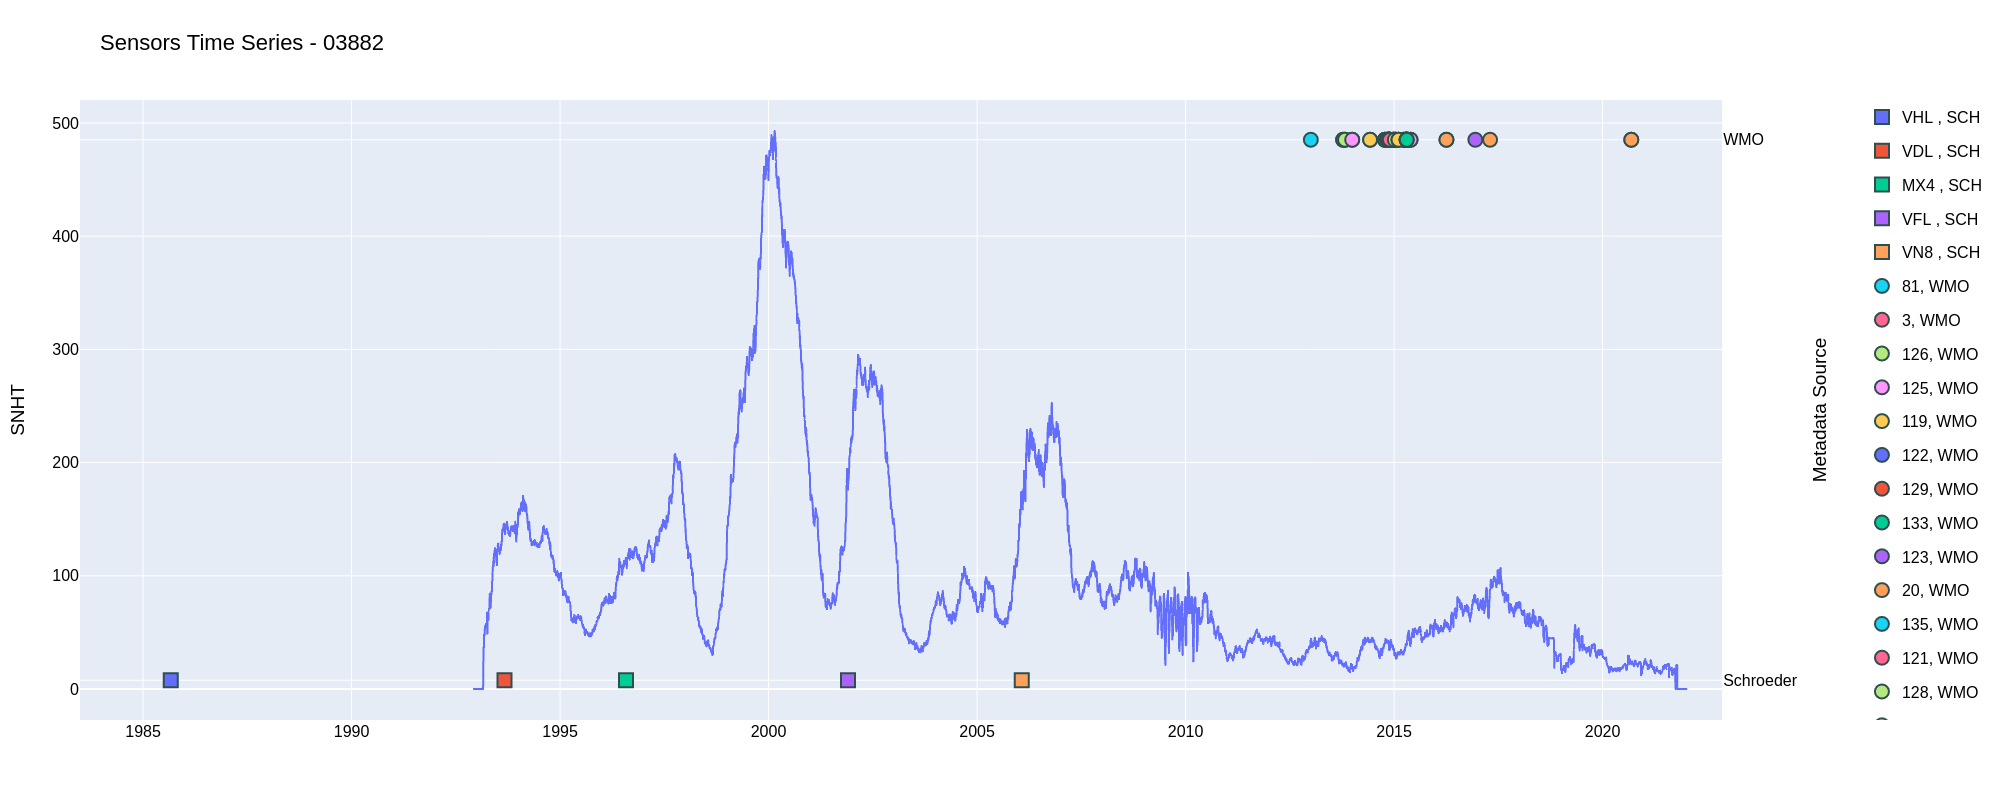 Sensors Time Series - 03882
SNHT
500
400
300
200
100
0
1985
1990
1995
2000
2005
2010
2015
2020
WMO
Schroeder
Metadata Source
VHL , SCH
VDL , SCH
MX4 , SCH
VFL , SCH
VN8 , SCH
81, WMO
3, WMO
126, WMO
125, WMO
119, WMO
122, WMO
129, WMO
133, WMO
123, WMO
20, WMO
135, WMO
121, WMO
128, WMO